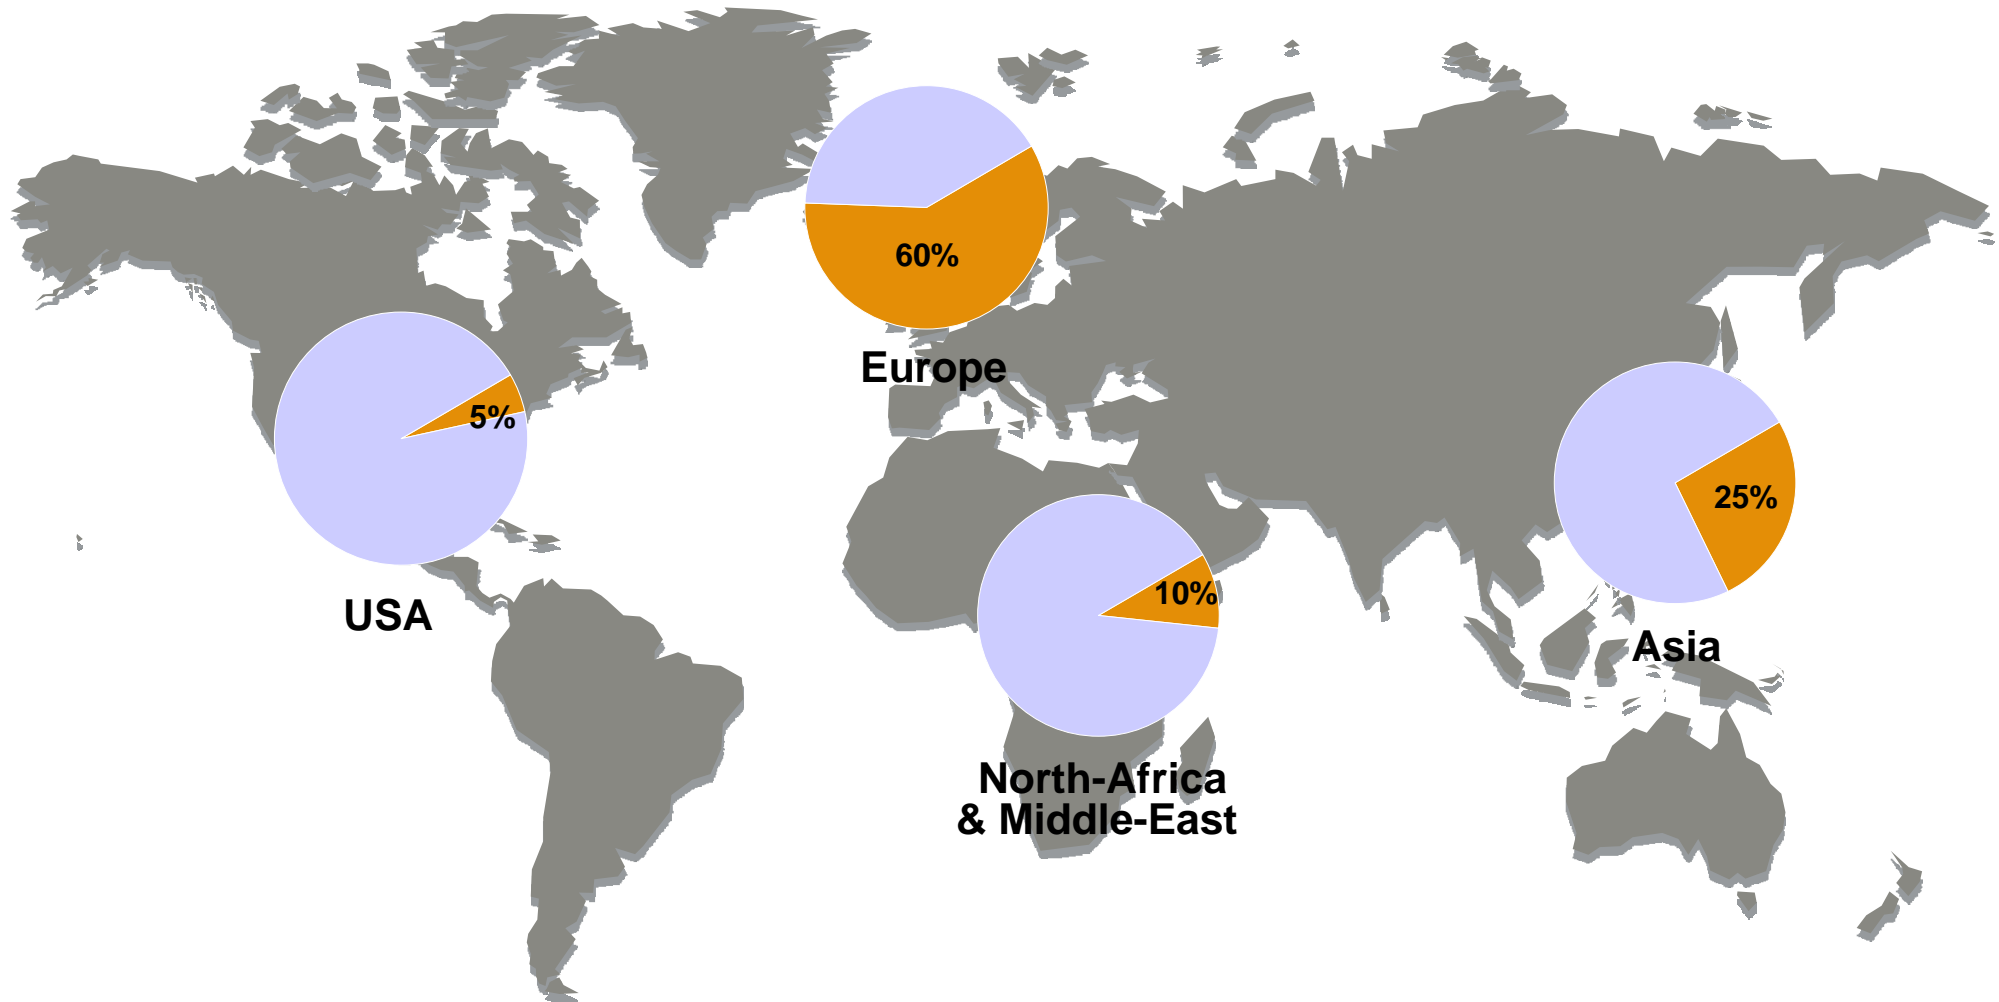 60%
Europe
5%
USA
25%
Asia
10%
North-Africa
& Middle-East